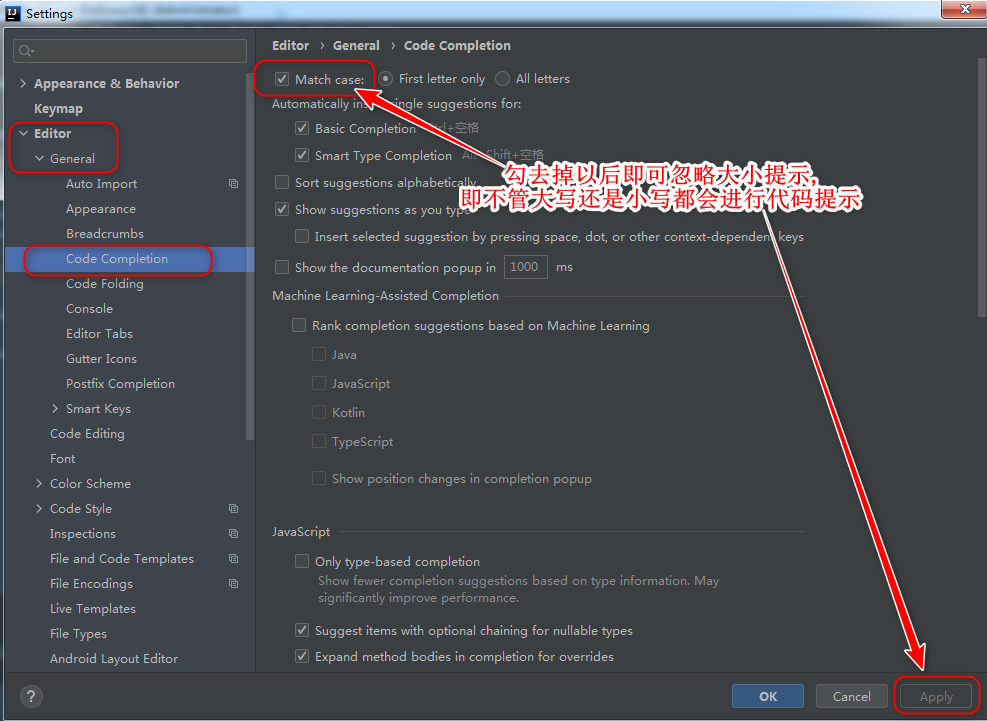 Settings
Editor › General › Code Completion
Appearance & Behavior
Keymap
Editor
General
Auto Import
Appearance
Breadcrumbs
Code Completion
Code Folding
Console
Editor Tabs
Gutter Icons
Postfix Completion
Smart Keys
Code Editing
Font
Color Scheme
Code Style
Inspections
File and Code Templates
File Encodings
Live Templates
File Types
Android Layout Editor
Match case: First letter only All letters
Automatically insert single suggestions for:
Basic Completion Ctrl+空格
Smart Type Completion Alt+Shift+空格
勾去掉以后即可忽略大小提示,
即不管大写还是小写都会进行代码提示
Sort suggestions alphabetically
Show suggestions as you type
Insert selected suggestion by pressing space, dot, or other context-dependent keys
Show the documentation popup in 1000 ms
Machine Learning-Assisted Completion
Rank completion suggestions based on Machine Learning
Java
JavaScript
Kotlin
TypeScript
Show position changes in completion popup
JavaScript
Only type-based completion
Show fewer completion suggestions based on type information. May
significantly improve performance.
Suggest items with optional chaining for nullable types
Expand method bodies in completion for overrides
?
OK Cancel Apply